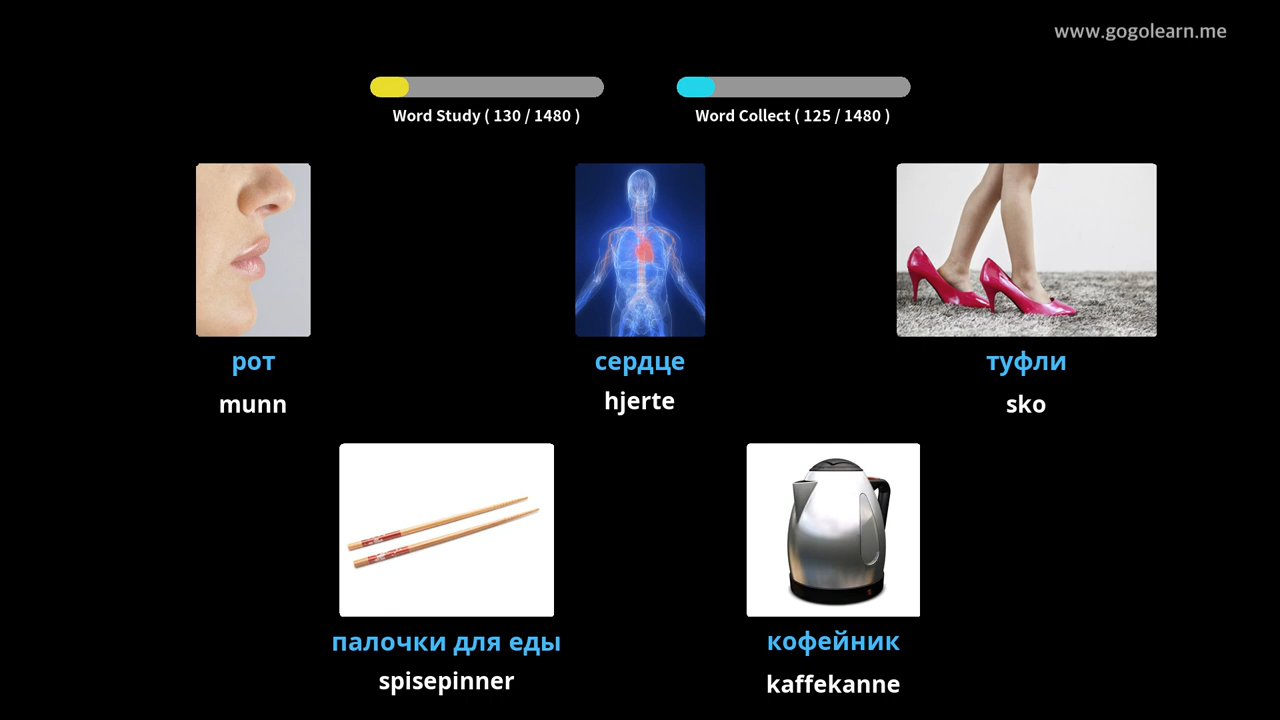 www.gogolearn.me
Word Study ( 130 / 1480 )
Word Collect ( 125 / 1480 )
рот
сердце
туфли
munn
hjerte
sko
палочки для еды
кофейник
spisepinner
kaffekanne